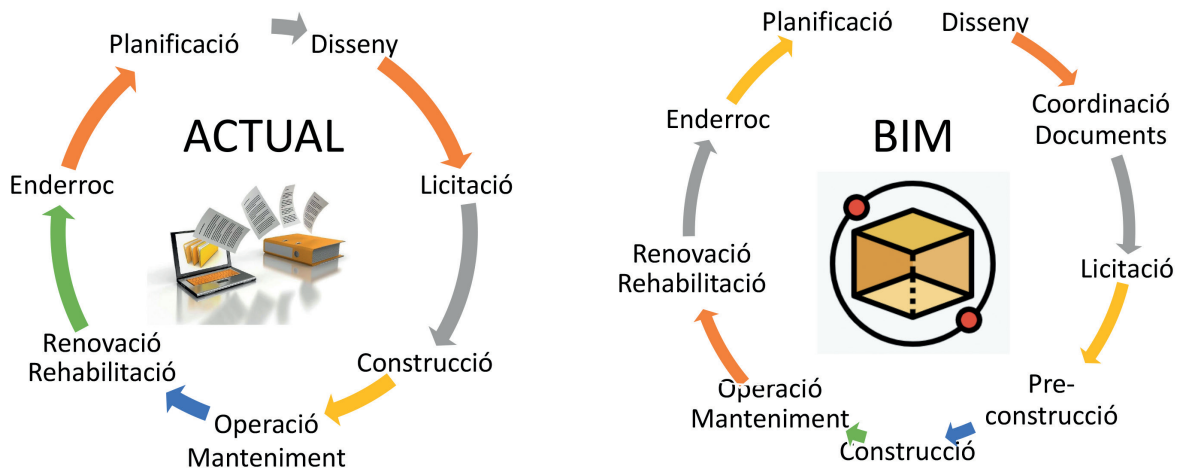 Planificació
Disseny
ACTUAL
Licitació
Construcció
Operació
Manteniment
Renovació
Rehabilitació
Enderroc
Planificació
Disseny
BIM
Coordinació
Documents
Licitació
Pre-
construcció
Construcció
Operació
Manteniment
Renovació
Rehabilitació
Enderroc